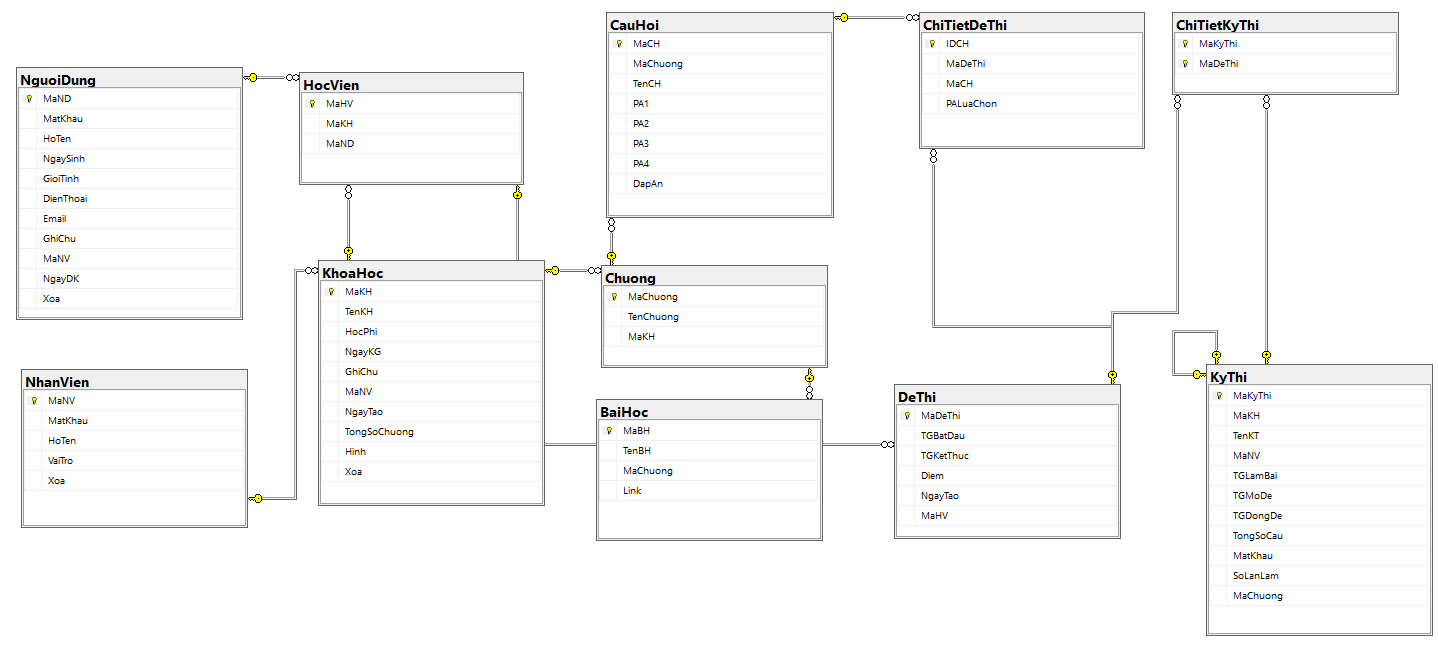 NguoiDung
MaND
MatKhau
HoTen
NgaySinh
GioiTinh
DienThoai
Email
GhiChu
MaNV
NgayDK
Xoa
HocVien
MaHV
MaKH
MaND
CauHoi
MaCH
MaChuong
TenCH
PA1
PA2
PA3
PA4
DapAn
ChiTietDeThi
IDCH
MaDeThi
MaCH
PALuaChon
ChiTietKyThi
MaKyThi
MaDeThi
NhanVien
MaNV
MatKhau
HoTen
VaiTro
Xoa
KhoaHoc
MaKH
TenKH
HocPhi
NgayKG
GhiChu
MaNV
NgayTao
TongSoChuong
Hinh
Xoa
Chuong
MaChuong
TenChuong
MaKH
BaiHoc
MaBH
TenBH
MaChuong
Link
DeThi
MaDeThi
TGBatDau
TGKetThuc
Diem
NgayTao
MaHV
KyThi
MaKyThi
MaKH
TenKT
MaNV
TGLamBai
TGMoDe
TGDongDe
TongSoCau
MatKhau
SoLanLam
MaChuong